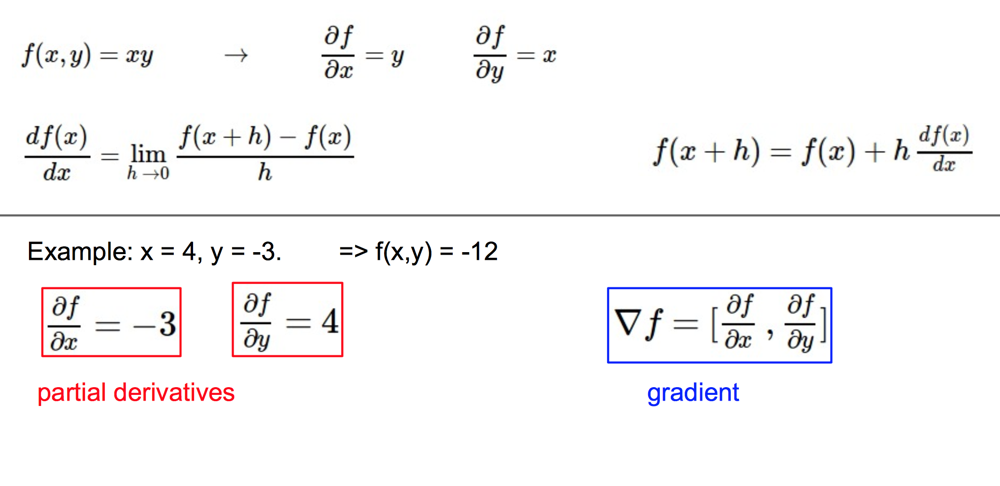 f(x,y) = xy → ∂f/∂x = y ∂f/∂y = x
df(x)/dx = lim h→0 (f(x + h) − f(x))/h f(x + h) = f(x) + h df(x)/dx
Example: x = 4, y = -3. => f(x,y) = -12
∂f/∂x = −3 ∂f/∂y = 4 ∇f = [∂f/∂x , ∂f/∂y]
partial derivatives gradient